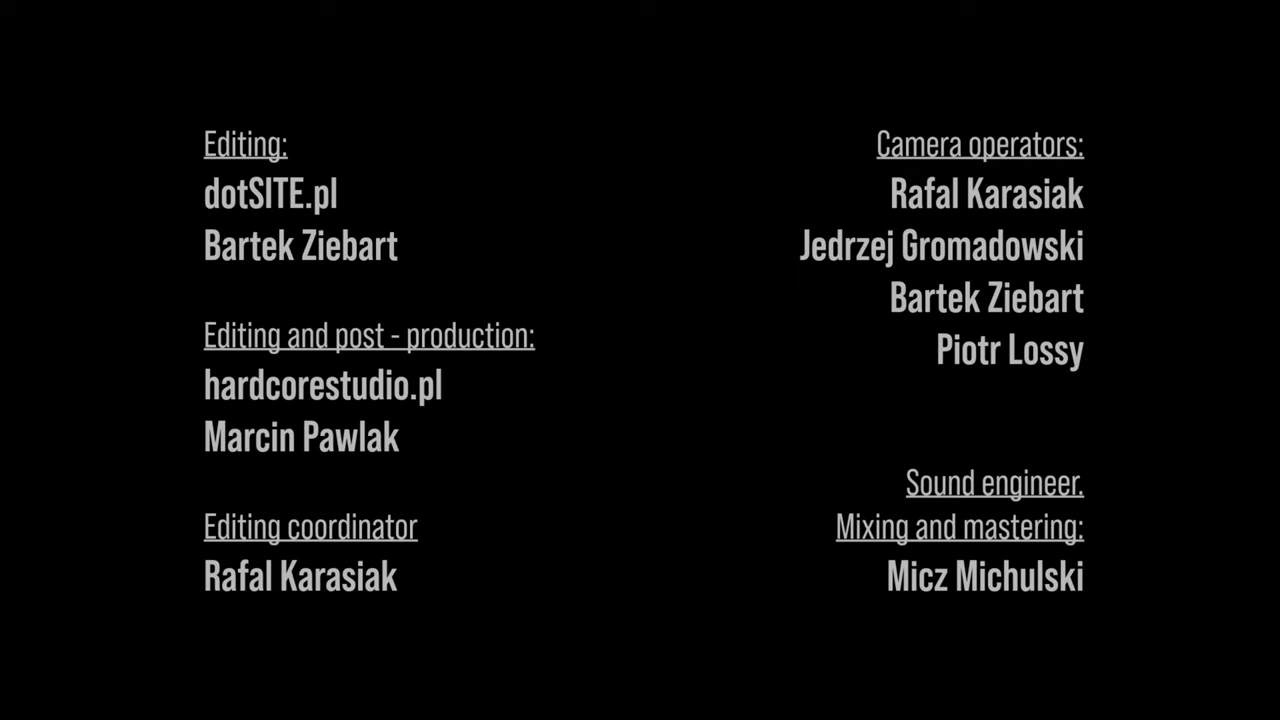 Editing:
dotSITE.pl
Bartek Ziebart
Editing and post - production:
hardcorestudio.pl
Marcin Pawlak
Editing coordinator
Rafal Karasiak
Camera operators:
Rafal Karasiak
Jedrzej Gromadowski
Bartek Ziebart
Piotr Lossy
Sound engineer.
Mixing and mastering:
Micz Michulski